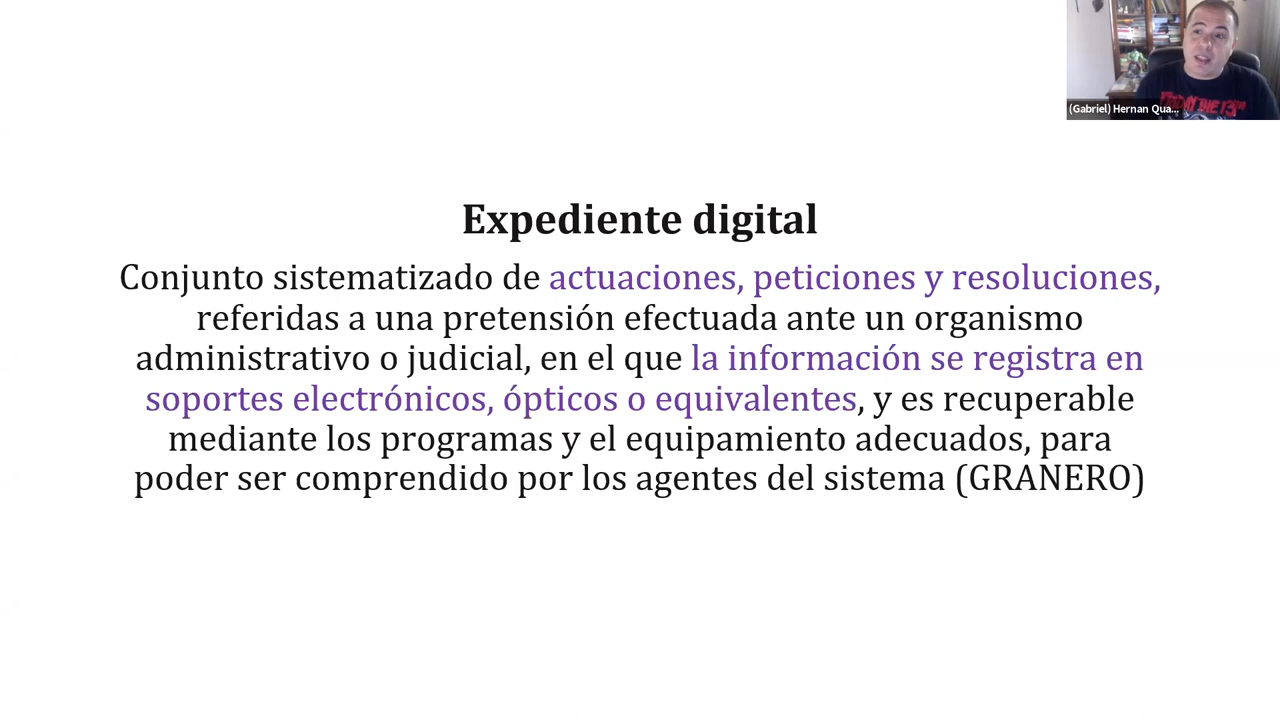 (Gabriel) Hernan Qua...
Expediente digital
Conjunto sistematizado de actuaciones, peticiones y resoluciones,
referidas a una pretensión efectuada ante un organismo
administrativo o judicial, en el que la información se registra en
soportes electrónicos, ópticos o equivalentes, y es recuperable
mediante los programas y el equipamiento adecuados, para
poder ser comprendido por los agentes del sistema (GRANERO)